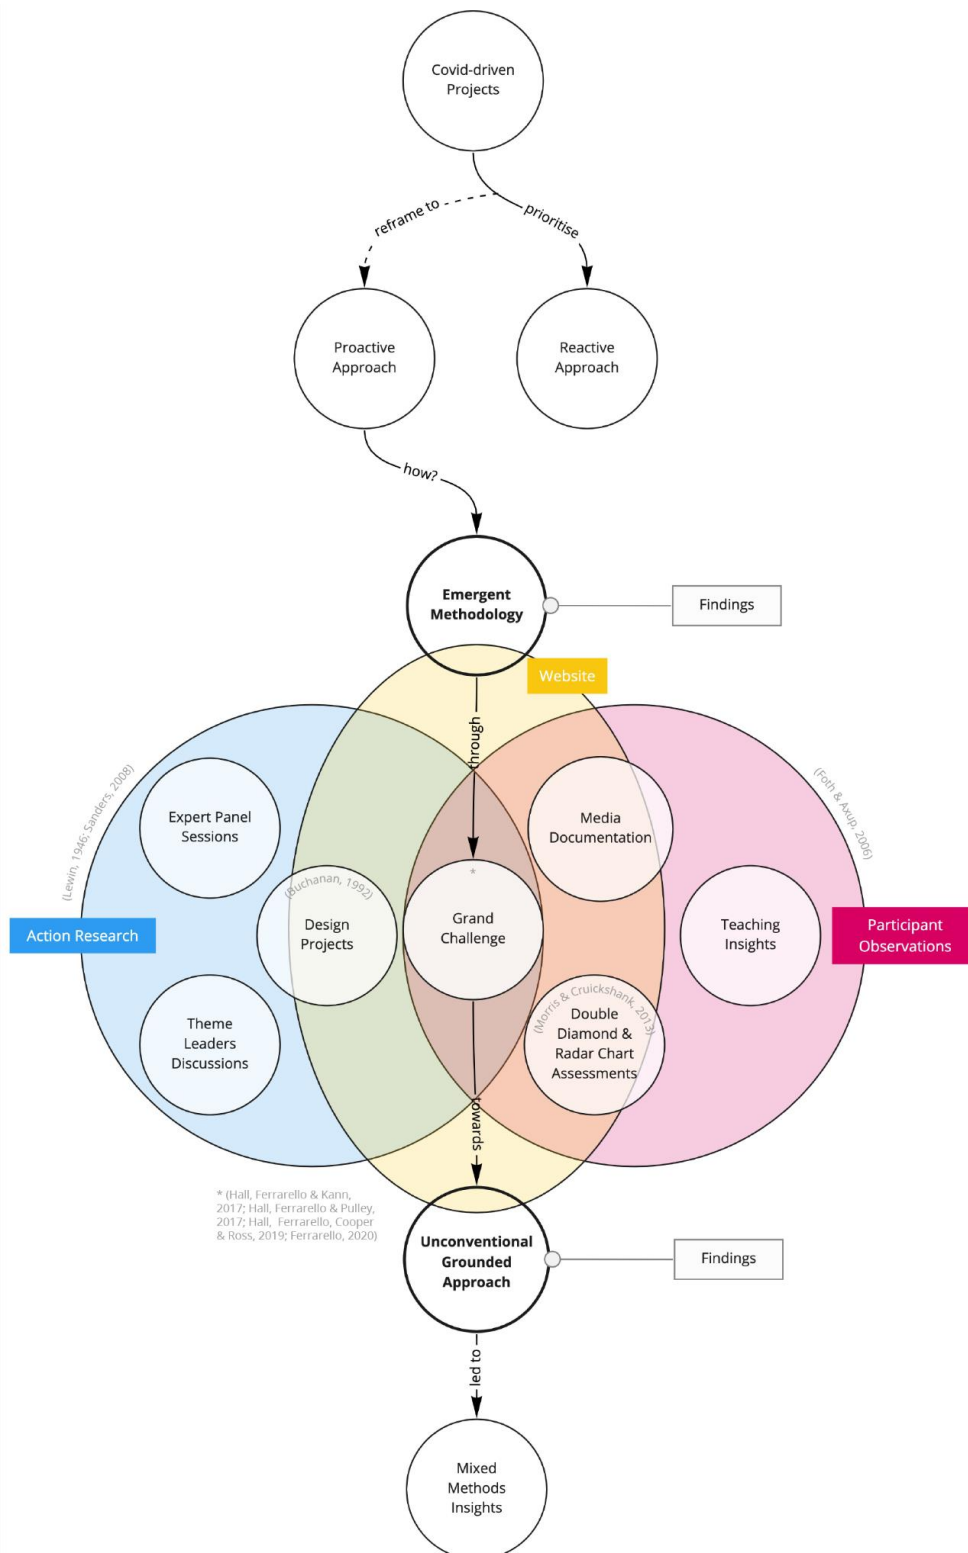 Covid-driven
Projects
reframe to
prioritise
Proactive
Approach
Reactive
Approach
how?
Emergent
Methodology
Findings
Website
through
(Lewin, 1946; Sanders, 2008)
(Foth & Axup, 2006)
Expert Panel
Sessions
Media
Documentation
*
(Buchanan, 1992)
Design
Projects
Grand
Challenge
Teaching
Insights
Action Research
Participant
Observations
(Morris & Cruickshank, 2013)
Theme
Leaders
Discussions
Double
Diamond &
Radar Chart
Assessments
towards
* (Hall, Ferrarello & Kann,
2017; Hall, Ferrarello & Pulley,
2017; Hall, Ferrarello, Cooper
& Ross, 2019; Ferrarello, 2020)
Unconventional
Grounded
Approach
Findings
led to
Mixed
Methods
Insights